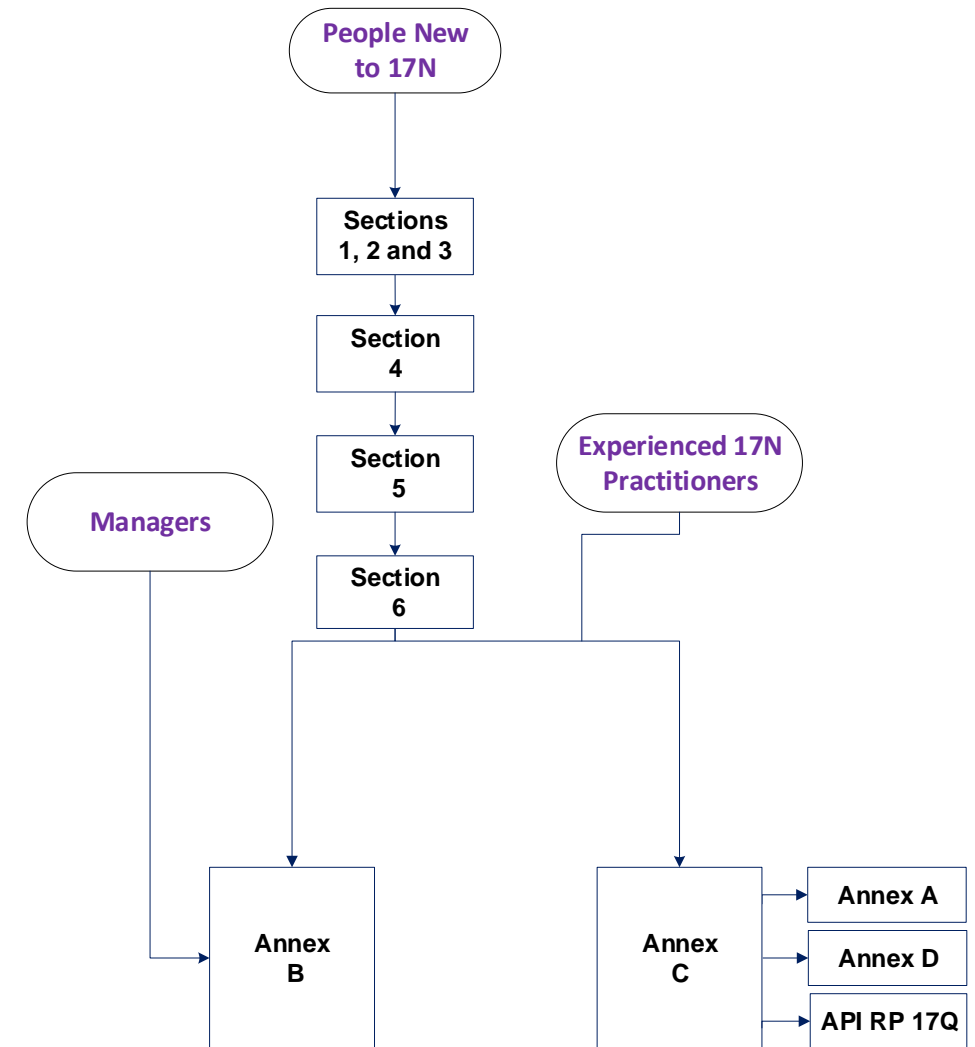 People New
to 17N
Sections
1, 2 and 3
Section
4
Section
5
Experienced 17N
Practitioners
Managers
Section
6
Annex
B
Annex
C
Annex A
Annex D
API RP 17Q